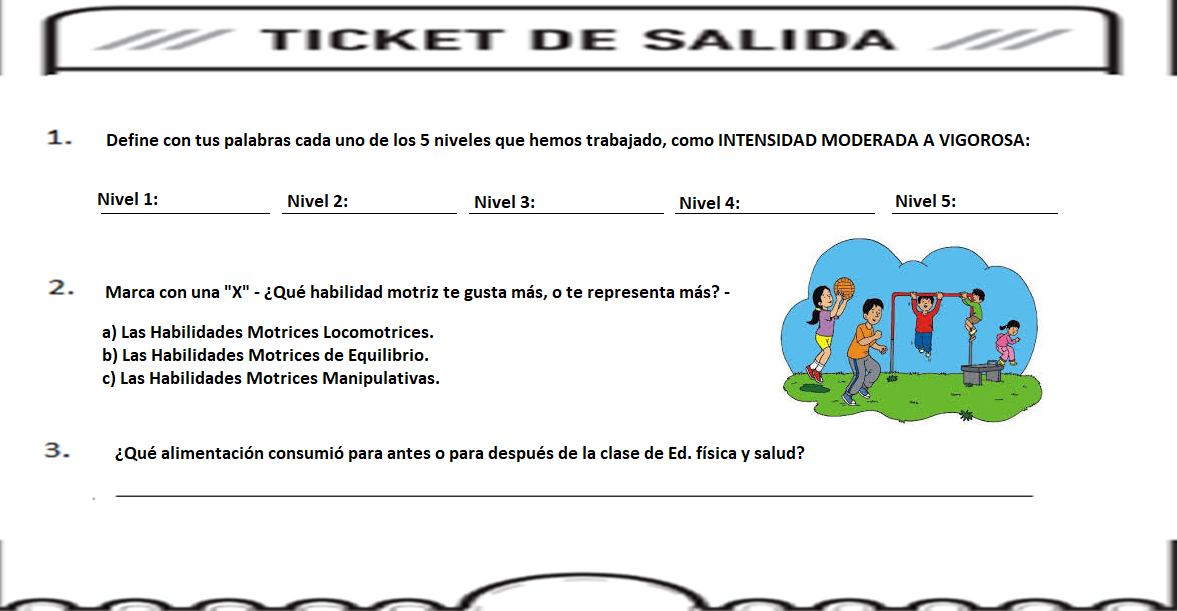 TICKET DE SALIDA
1. Define con tus palabras cada uno de los 5 niveles que hemos trabajado, como INTENSIDAD MODERADA A VIGOROSA:
Nivel 1: Nivel 2: Nivel 3: Nivel 4: Nivel 5:
2. Marca con una "X" - ¿Qué habilidad motriz te gusta más, o te representa más? -
a) Las Habilidades Motrices Locomotrices.
b) Las Habilidades Motrices de Equilibrio.
c) Las Habilidades Motrices Manipulativas.
3. ¿Qué alimentación consumió para antes o para después de la clase de Ed. física y salud?